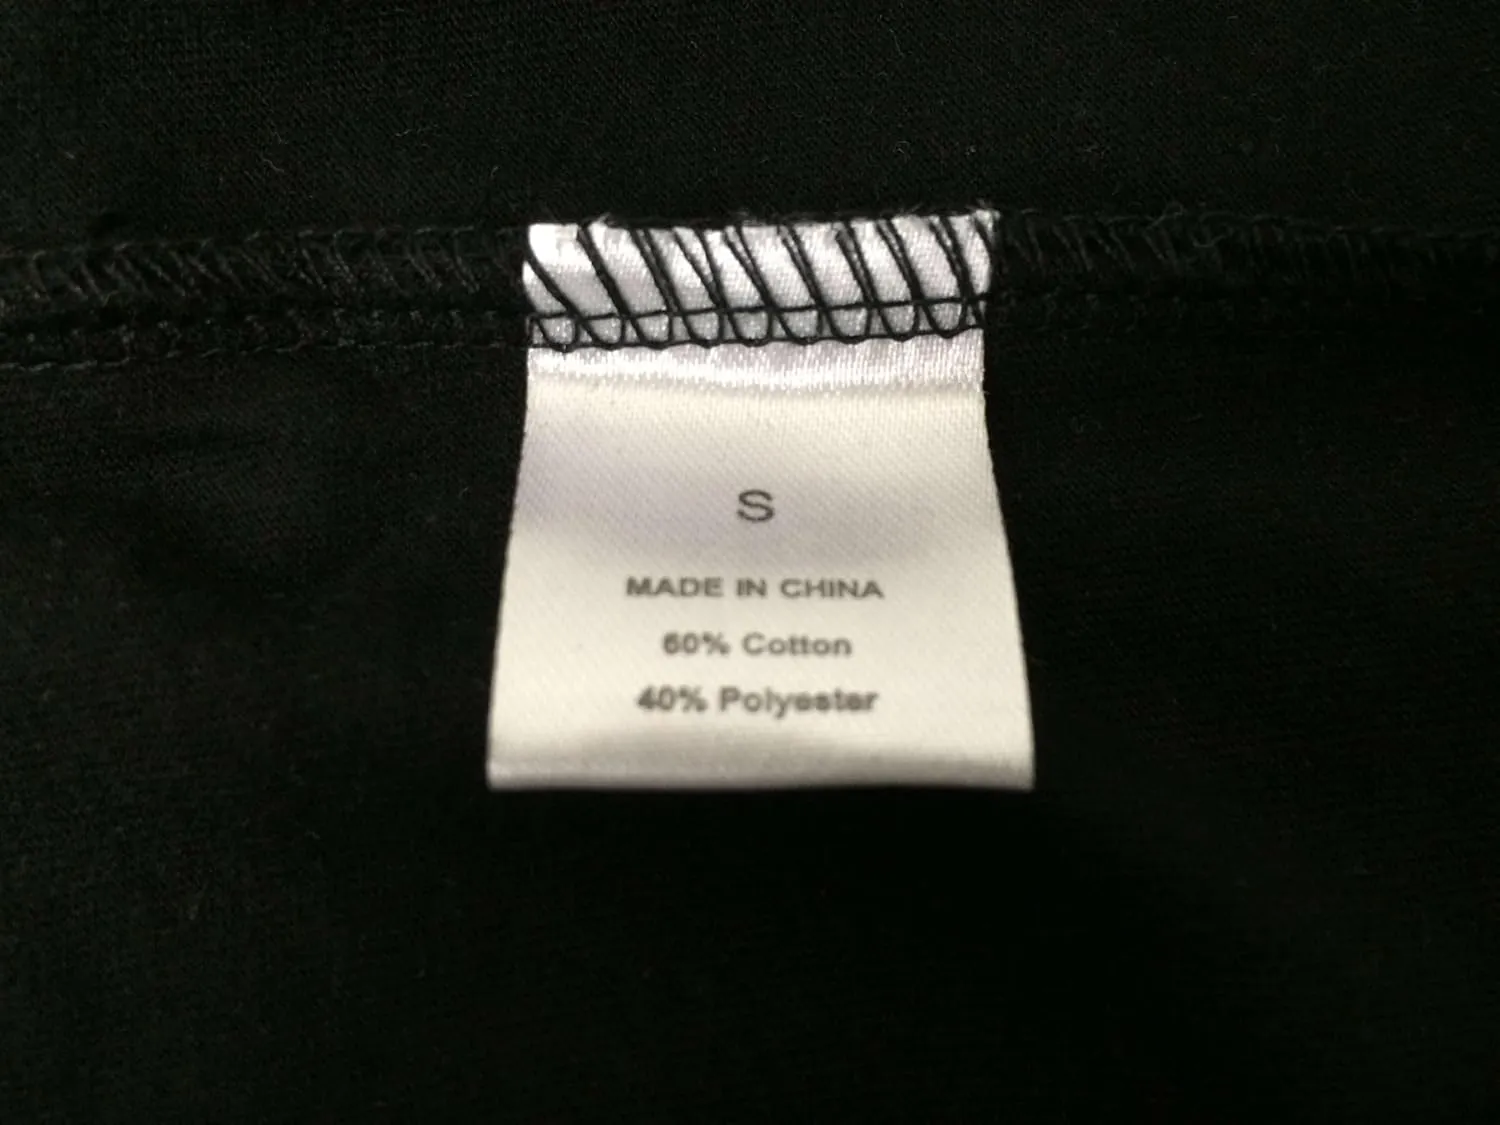 S
MADE IN CHINA
60% Cotton
40% Polyester